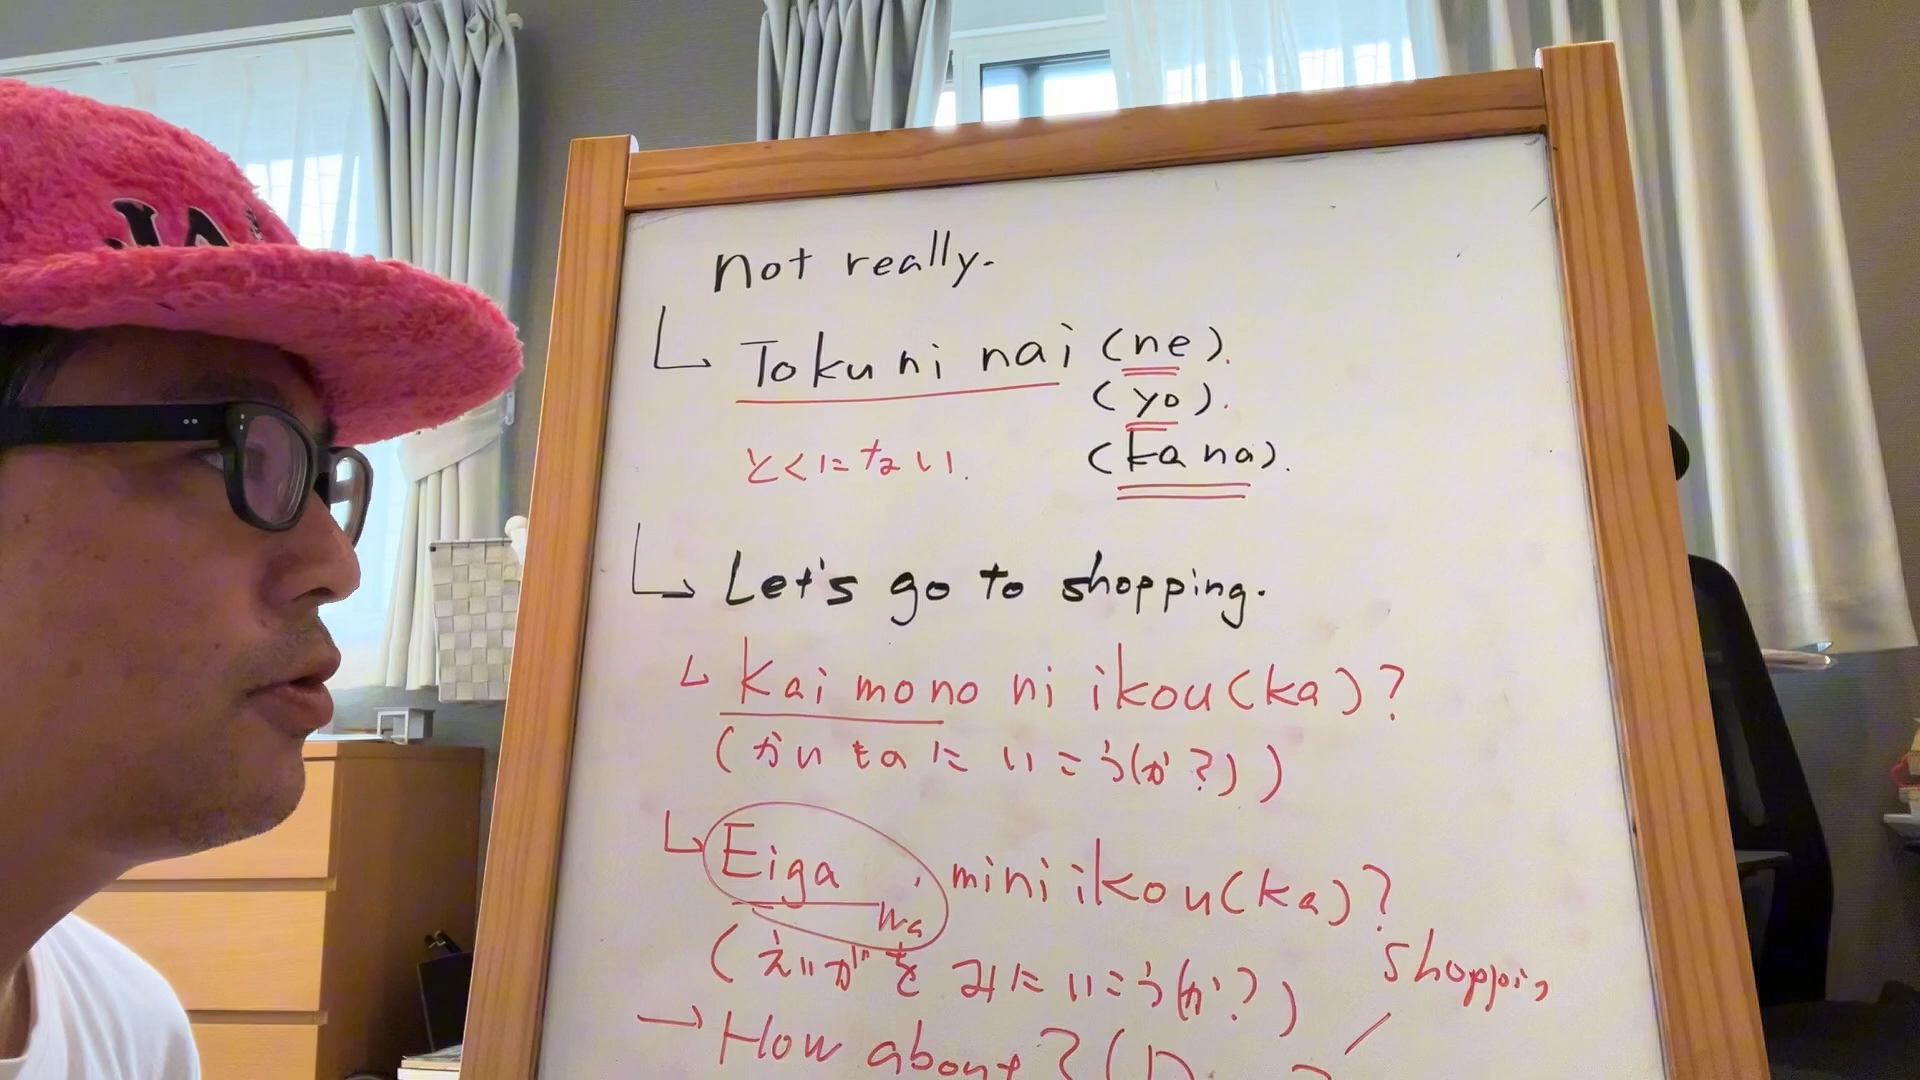 not really.
Toku ni nai (ne).
(yo).
とくにない. (kana).
Let's go to shopping.
Kaimono ni ikou(ka)?
(かいものに いこう(か?))
Eiga mini ikou(ka)?
(えいがを みに いこう(か?)
shopping
How about?